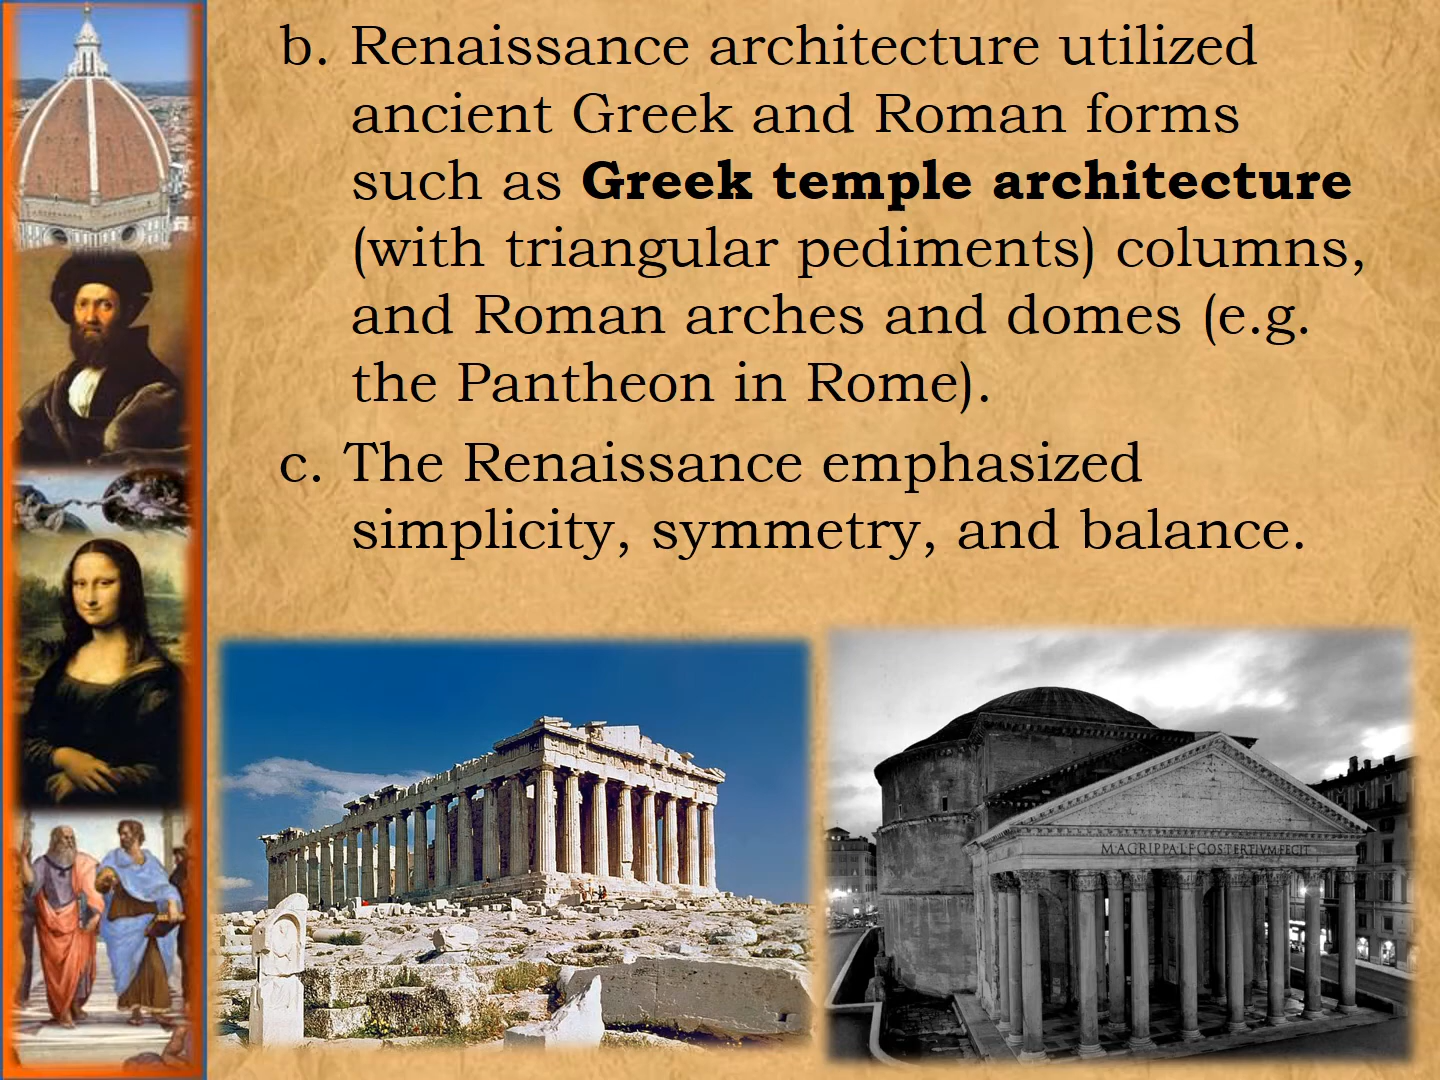 b. Renaissance architecture utilized
ancient Greek and Roman forms
such as Greek temple architecture
(with triangular pediments) columns,
and Roman arches and domes (e.g.
the Pantheon in Rome).
c. The Renaissance emphasized
simplicity, symmetry, and balance.
M·AGRIPPA·L·F·COS·TERTIVM·FECIT